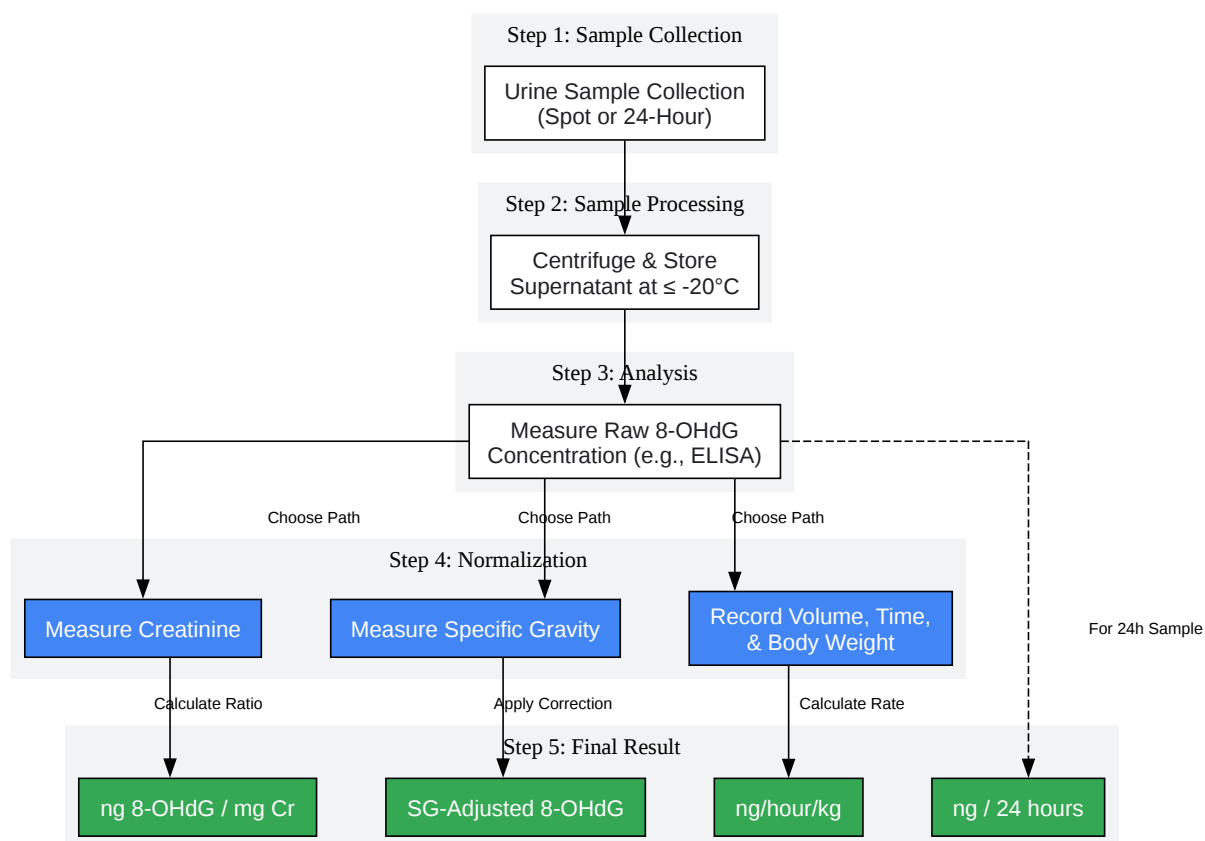 Step 1: Sample Collection
Urine Sample Collection
(Spot or 24-Hour)
Step 2: Sample Processing
Centrifuge & Store
Supernatant at ≤ -20°C
Step 3: Analysis
Measure Raw 8-OHdG
Concentration (e.g., ELISA)
Choose Path
Choose Path
Choose Path
Step 4: Normalization
Measure Creatinine
Measure Specific Gravity
Record Volume, Time,
& Body Weight
For 24h Sample
Calculate Ratio
Apply Correction
Calculate Rate
Step 5: Final Result
ng 8-OHdG / mg Cr
SG-Adjusted 8-OHdG
ng/hour/kg
ng / 24 hours